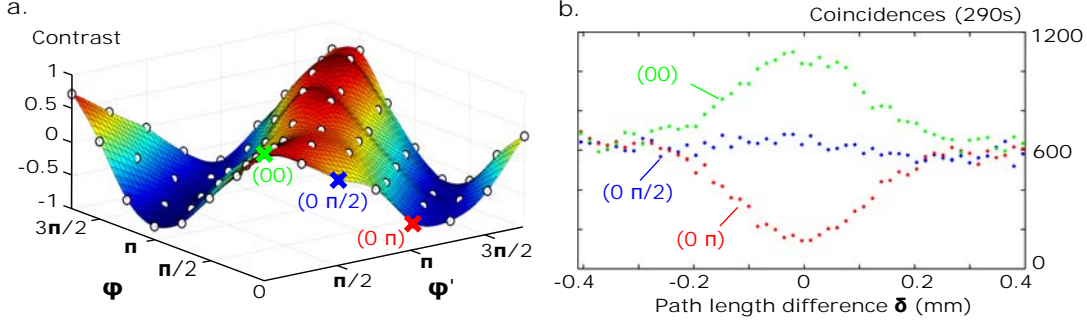 a.
Contrast
1
0.5
0
-0.5
-1
3π/2
π
π/2
0
φ
π/2
π
3π/2
φ'
(00)
(0 π/2)
(0 π)
b.
Coincidences (290s)
1200
600
0
(00)
(0 π/2)
(0 π)
-0.4
-0.2
0
0.2
0.4
Path length difference δ (mm)